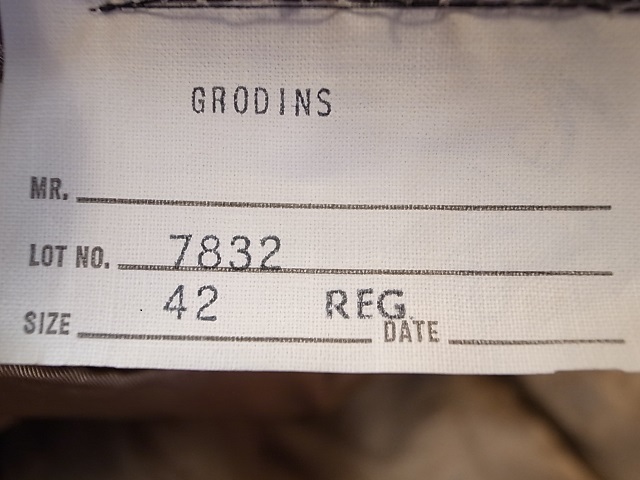 GRODINS
MR.
LOT NO. 7832
SIZE 42 REG DATE